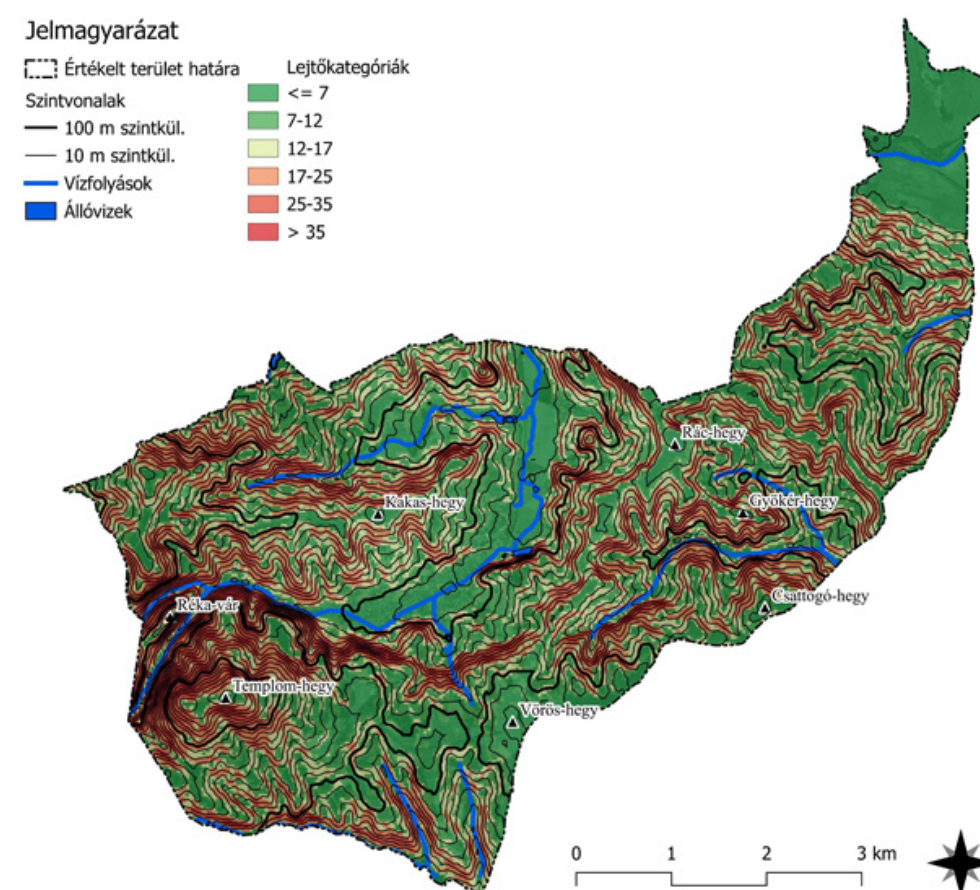 Jelmagyarázat
Értékelt terület határa
Szintvonalak
100 m szintkül.
10 m szintkül.
Vízfolyások
Állóvizek
Lejtőkategóriák
<= 7
7-12
12-17
17-25
25-35
> 35
Rác-hegy
Kakas-hegy
Gyökér-hegy
Csattogó-hegy
Réka-vár
Templom-hegy
Vörös-hegy
0 1 2 3 km